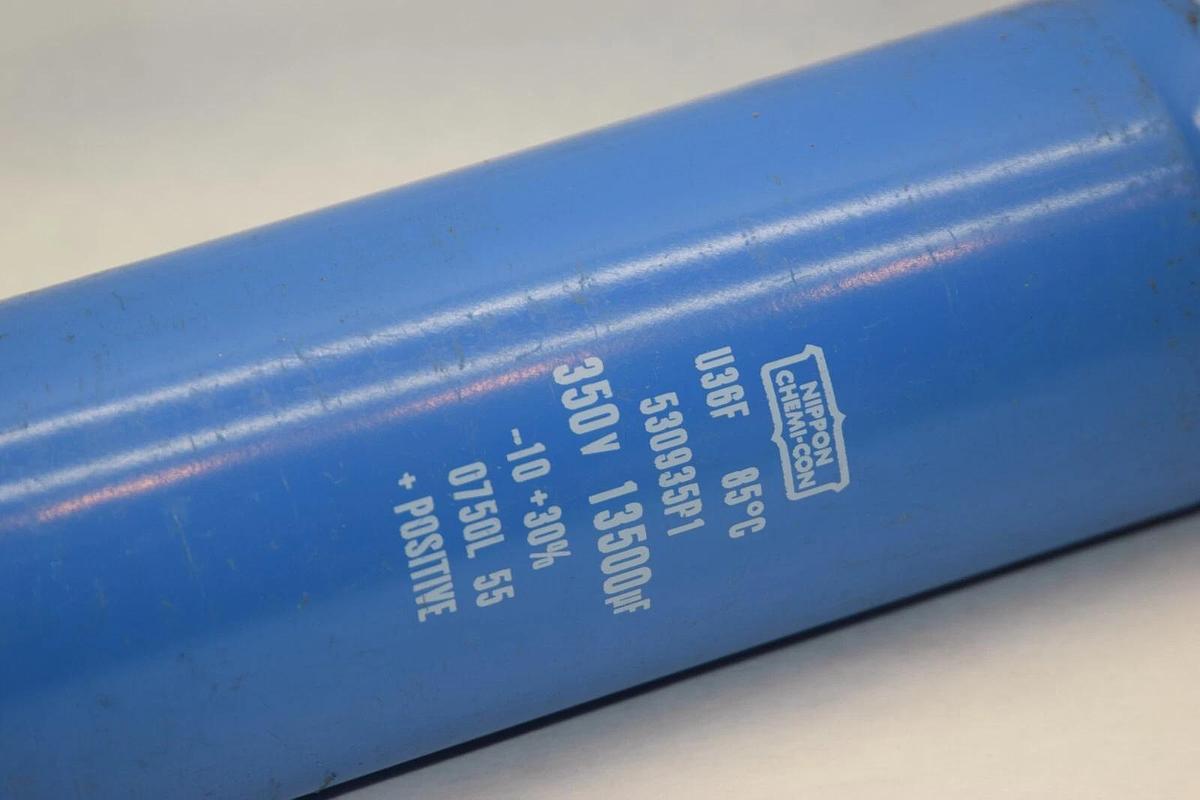 NIPPON
CHEMI-CON
U36F 85°C
530935P1
350V 13500µF
-10 +30%
0750L 55
+ POSITIVE